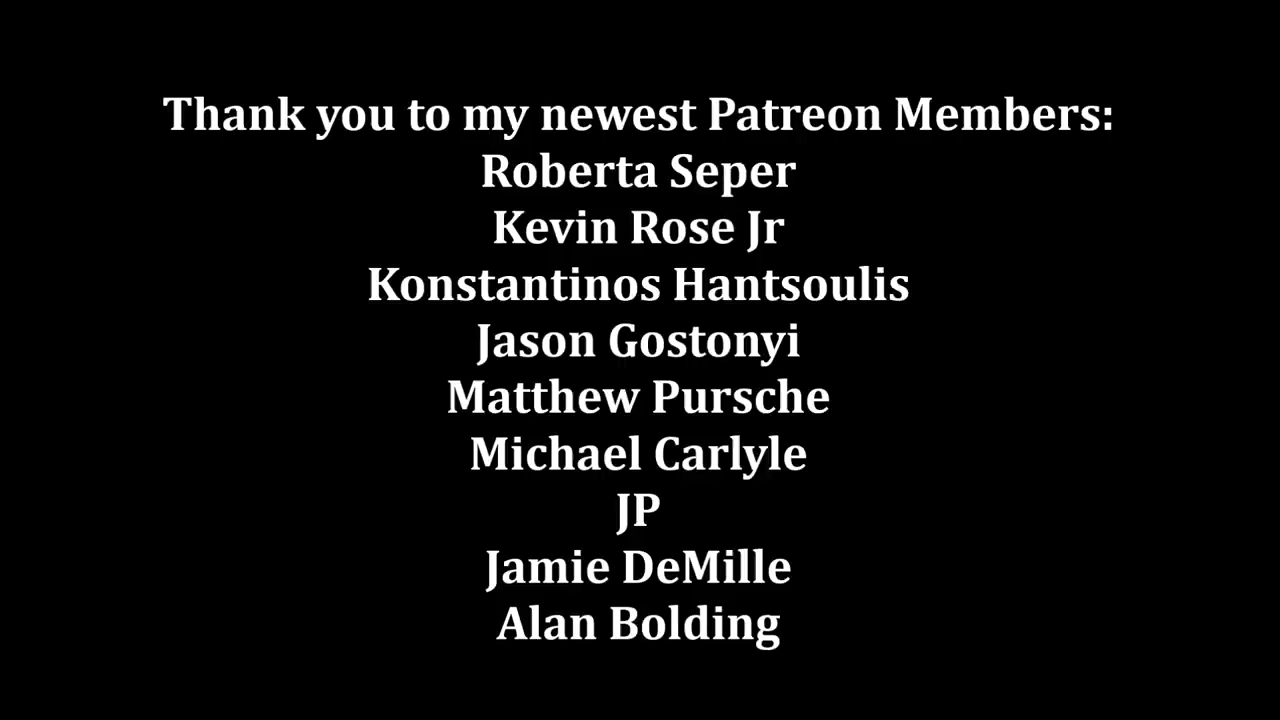 Thank you to my newest Patreon Members:
Roberta Seper
Kevin Rose Jr
Konstantinos Hantsoulis
Jason Gostonyi
Matthew Pursche
Michael Carlyle
JP
Jamie DeMille
Alan Bolding